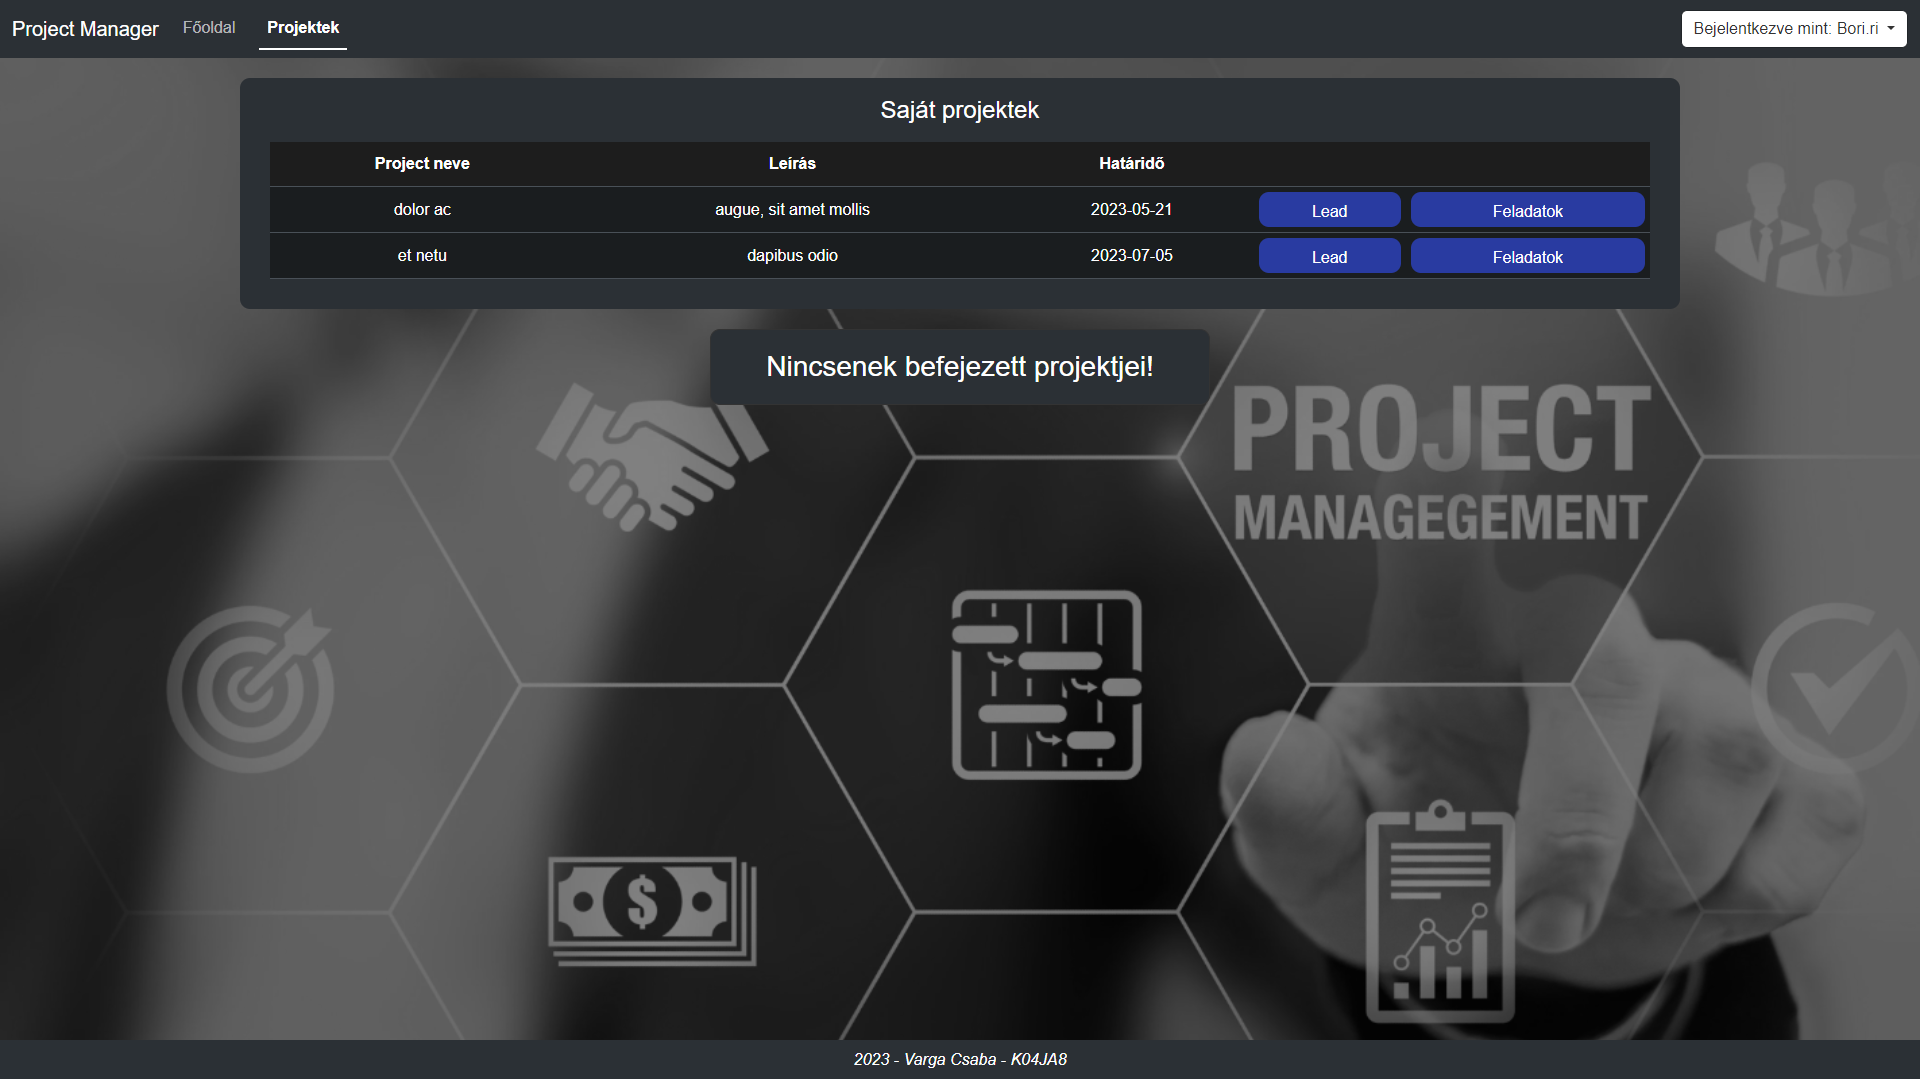 Project Manager Főoldal Projektek Bejelentkezve mint: Bori.ri
Saját projektek
Project neve Leírás Határidő
dolor ac augue, sit amet mollis 2023-05-21 Lead Feladatok
et netu dapibus odio 2023-07-05 Lead Feladatok
Nincsenek befejezett projektjei!
PROJECT
MANAGEGEMENT
$
2023 - Varga Csaba - K04JA8